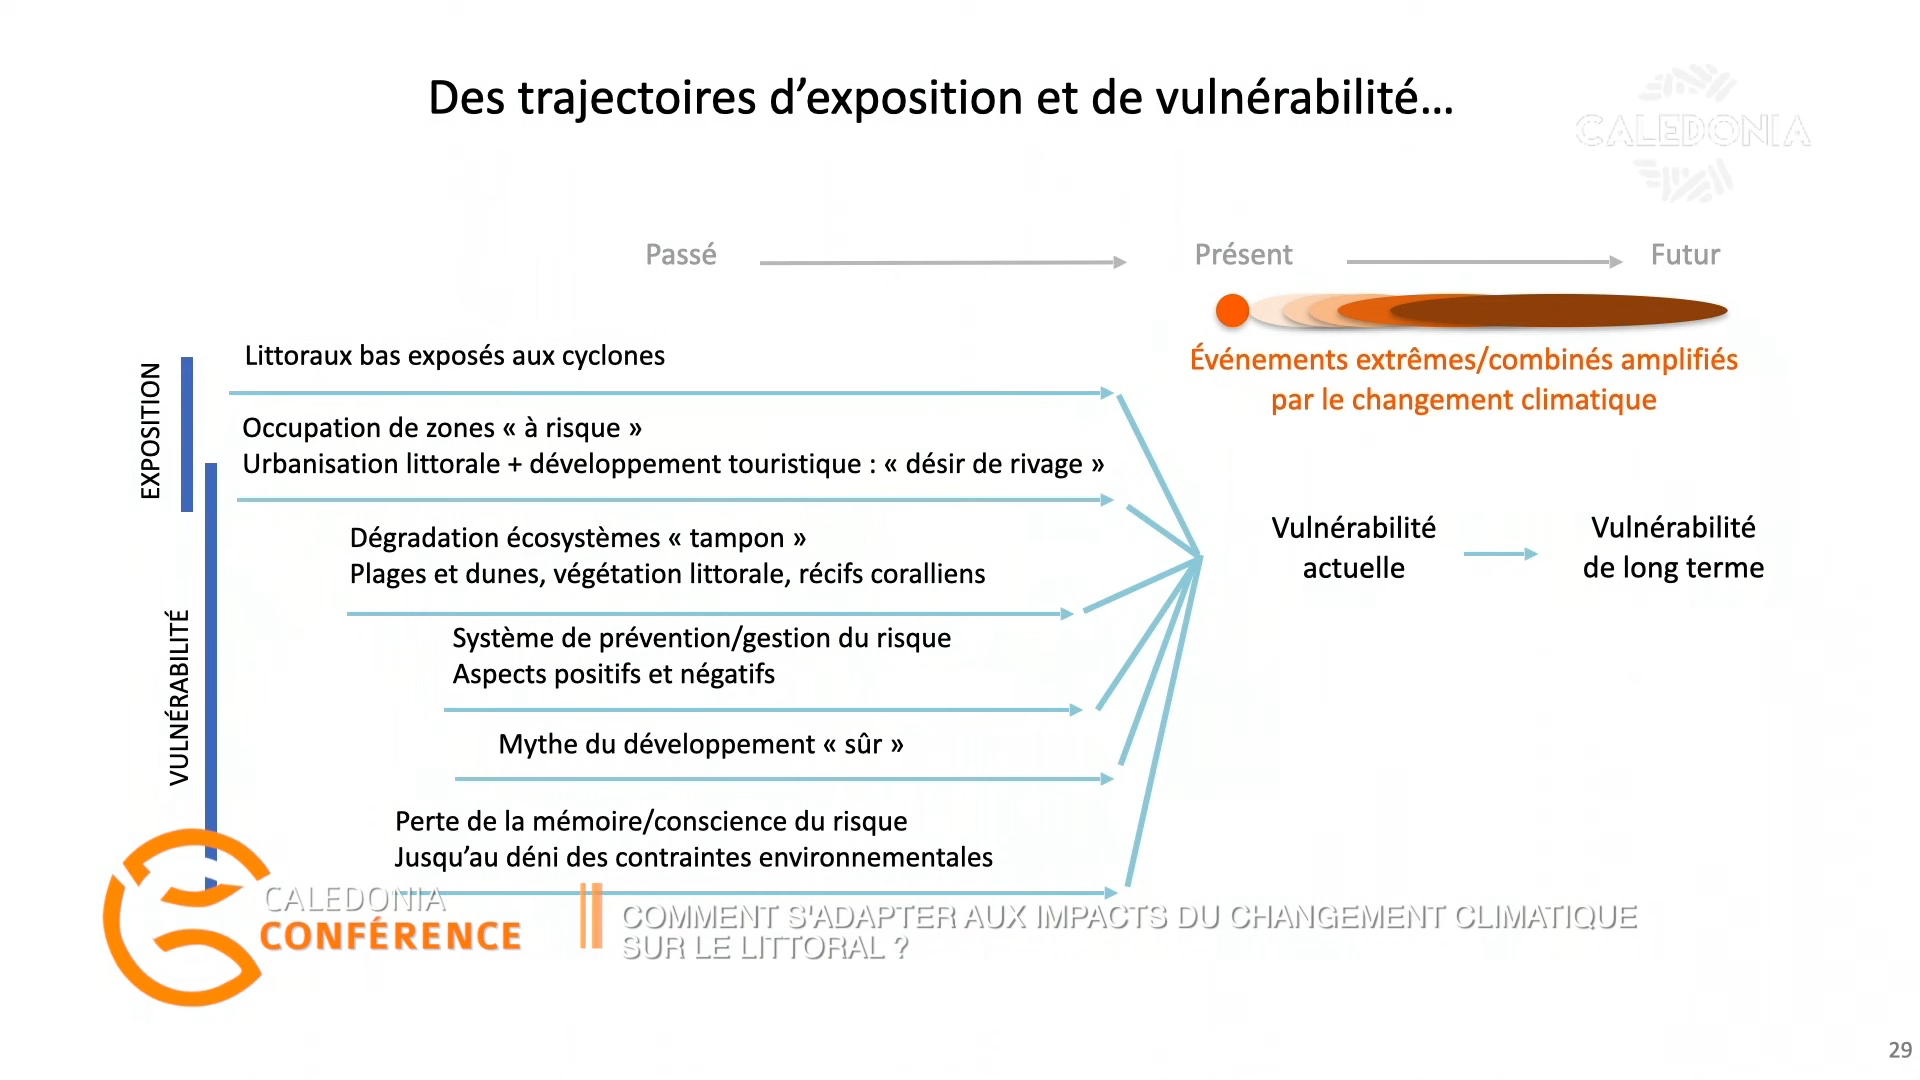 Des trajectoires d’exposition et de vulnérabilité…
CALEDONIA
Passé
Présent
Futur
Événements extrêmes/combinés amplifiés
par le changement climatique
EXPOSITION
Littoraux bas exposés aux cyclones
Occupation de zones « à risque »
Urbanisation littorale + développement touristique : « désir de rivage »
VULNÉRABILITÉ
Dégradation écosystèmes « tampon »
Plages et dunes, végétation littorale, récifs coralliens
Système de prévention/gestion du risque
Aspects positifs et négatifs
Mythe du développement « sûr »
Perte de la mémoire/conscience du risque
Jusqu’au déni des contraintes environnementales
Vulnérabilité
actuelle
Vulnérabilité
de long terme
CALEDONIA
CONFÉRENCE
COMMENT S'ADAPTER AUX IMPACTS DU CHANGEMENT CLIMATIQUE
SUR LE LITTORAL ?
29